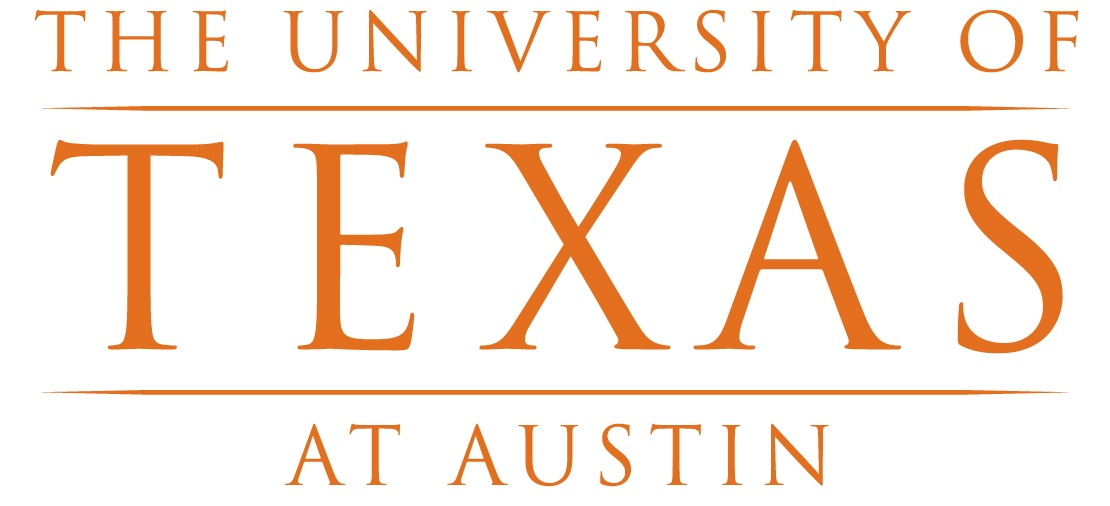 THE UNIVERSITY OF
TEXAS
AT AUSTIN